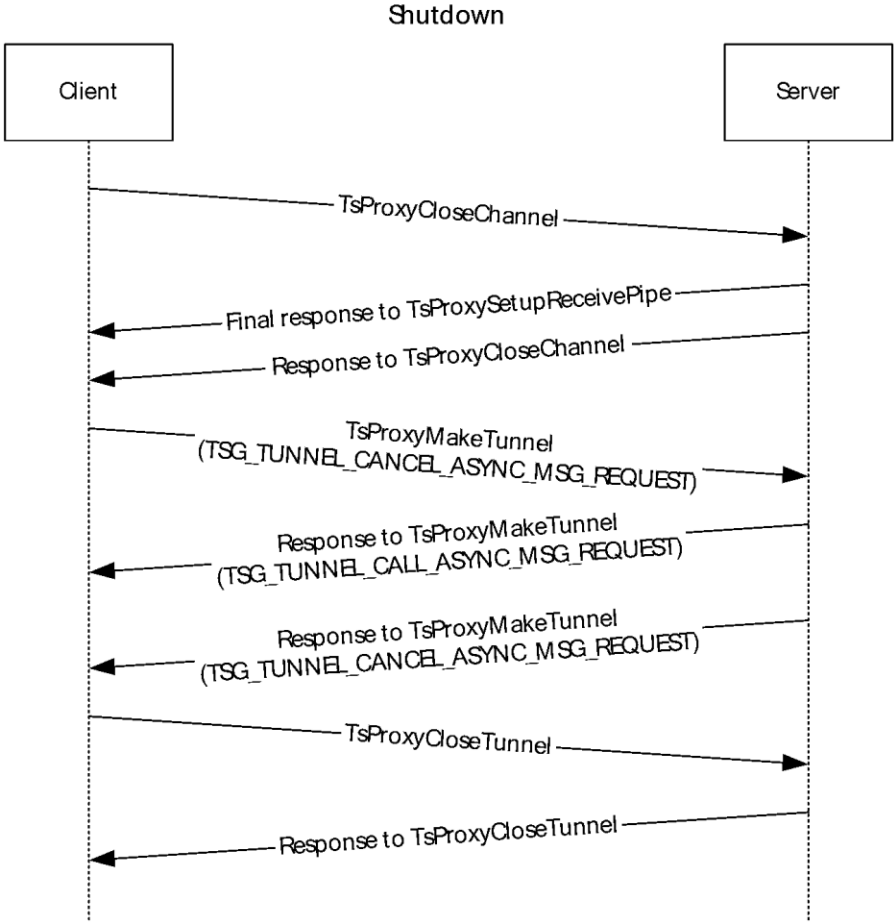 Shutdown
Client
Server
TsProxyCloseChannel
Final response to TsProxySetupReceivePipe
Response to TsProxyCloseChannel
TsProxyMakeTunnel
(TSG_TUNNEL_CANCEL_ASYNC_MSG_REQUEST)
Response to TsProxyMakeTunnel
(TSG_TUNNEL_CALL_ASYNC_MSG_REQUEST)
Response to TsProxyMakeTunnel
(TSG_TUNNEL_CANCEL_ASYNC_MSG_REQUEST)
TsProxyCloseTunnel
Response to TsProxyCloseTunnel